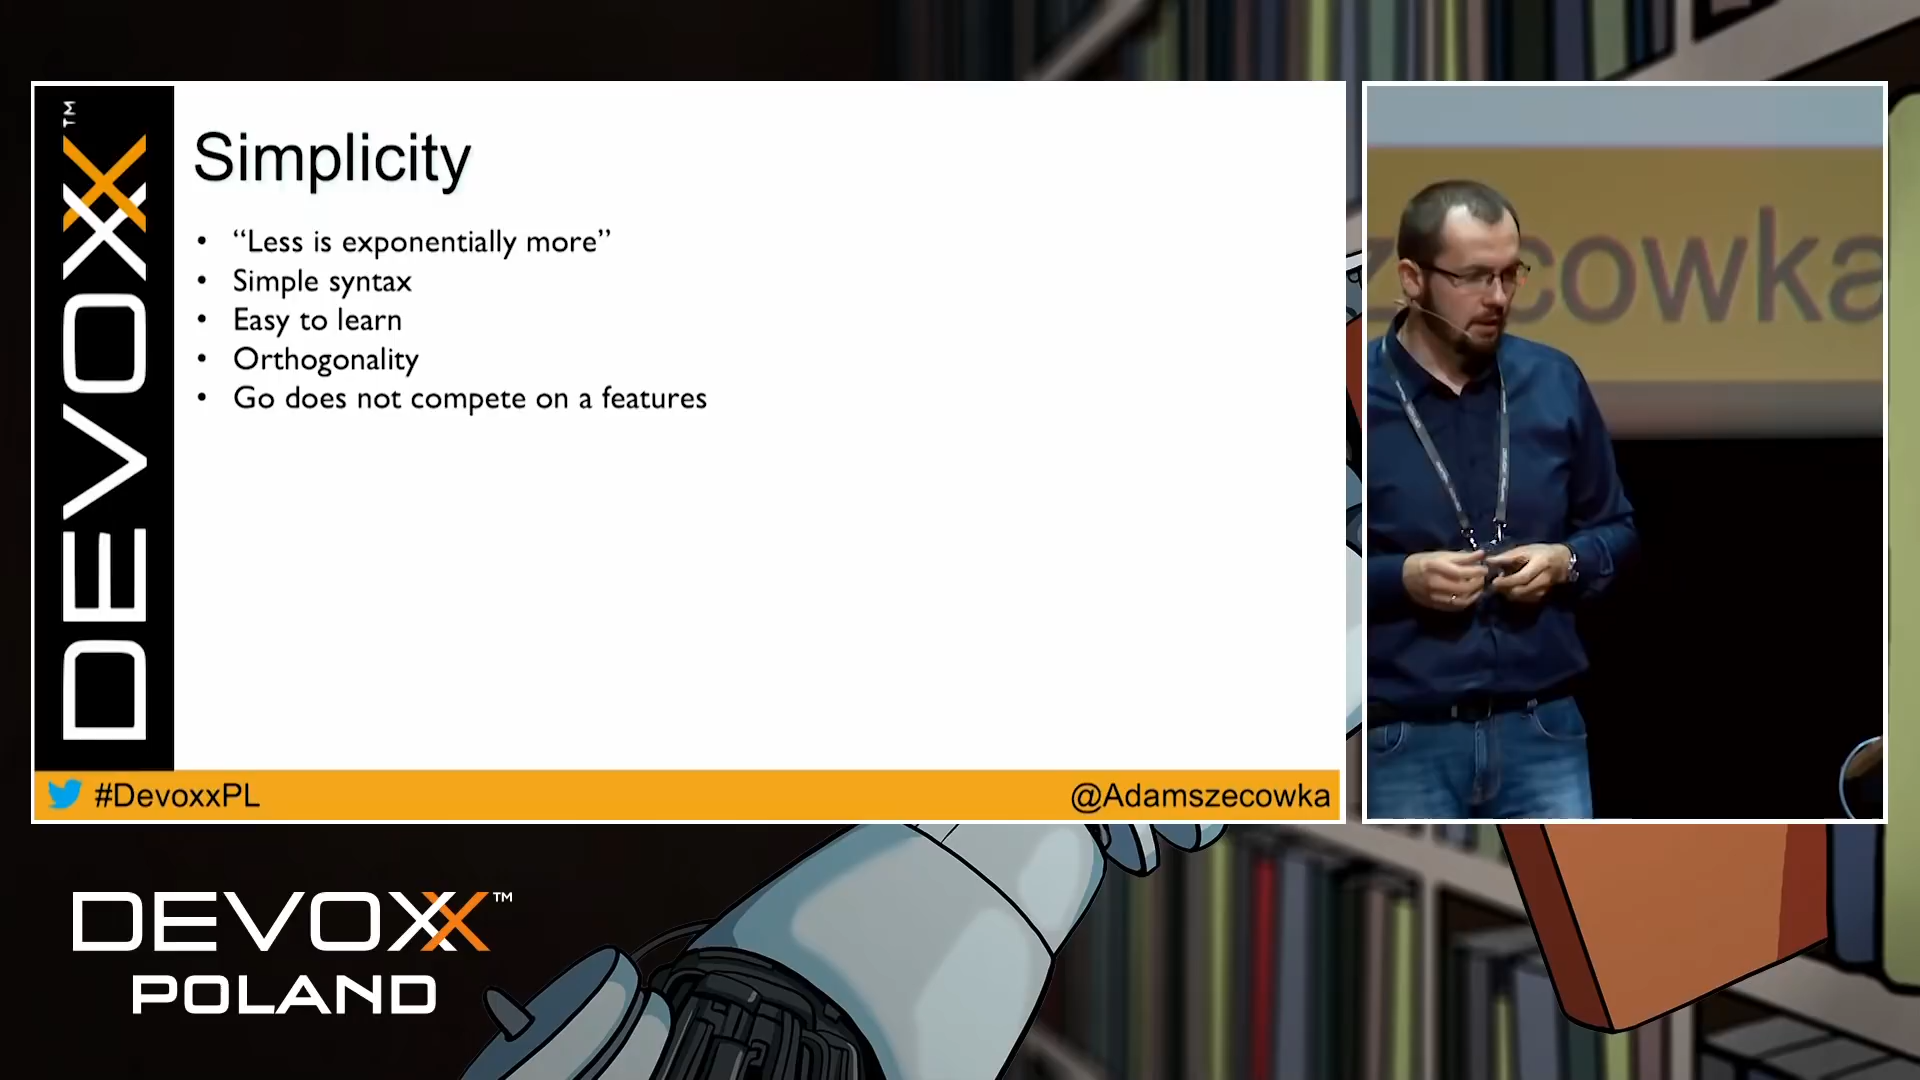 DEVOXX™
Simplicity
• “Less is exponentially more”
• Simple syntax
• Easy to learn
• Orthogonality
• Go does not compete on a features
#DevoxxPL
@Adamszecowka
zecowka
DEVOXX™
POLAND